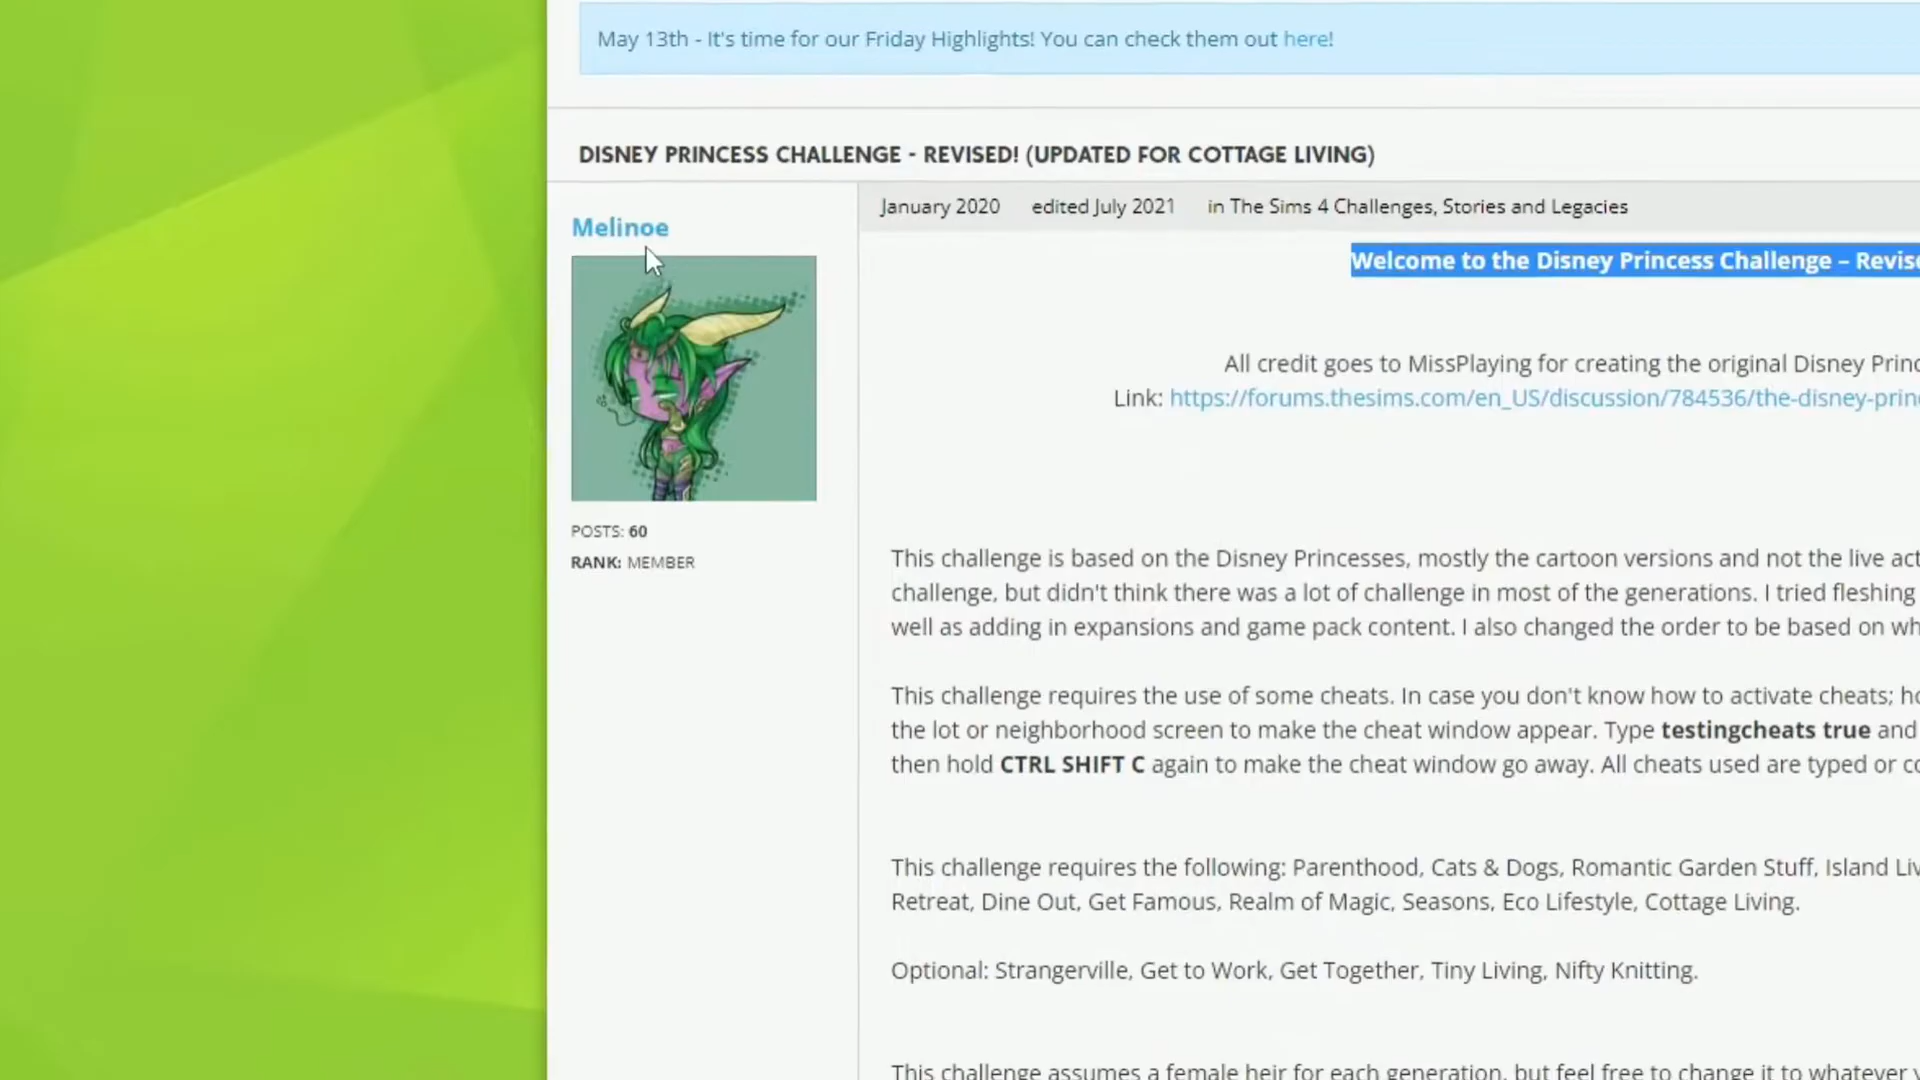 May 13th - It's time for our Friday Highlights! You can check them out here!
DISNEY PRINCESS CHALLENGE - REVISED! (UPDATED FOR COTTAGE LIVING)
Melinoe
January 2020 edited July 2021 in The Sims 4 Challenges, Stories and Legacies
Welcome to the Disney Princess Challenge –
All credit goes to MissPlaying for creating the original Disney
Link: https://forums.thesims.com/en_US/discussion/784536/the-disney-prin
POSTS: 60
RANK: MEMBER
This challenge is based on the Disney Princesses, mostly the cartoon versions and not the live
challenge, but didn't think there was a lot of challenge in most of the generations. I tried fleshing
well as adding in expansions and game pack content. I also changed the order to be based on
This challenge requires the use of some cheats. In case you don't know how to activate cheats;
the lot or neighborhood screen to make the cheat window appear. Type testingcheats true and
then hold CTRL SHIFT C again to make the cheat window go away. All cheats used are typed or
This challenge requires the following: Parenthood, Cats & Dogs, Romantic Garden Stuff, Island
Retreat, Dine Out, Get Famous, Realm of Magic, Seasons, Eco Lifestyle, Cottage Living.
Optional: Strangerville, Get to Work, Get Together, Tiny Living, Nifty Knitting.
This challenge assumes a female heir for each generation, but feel free to change it to whatever